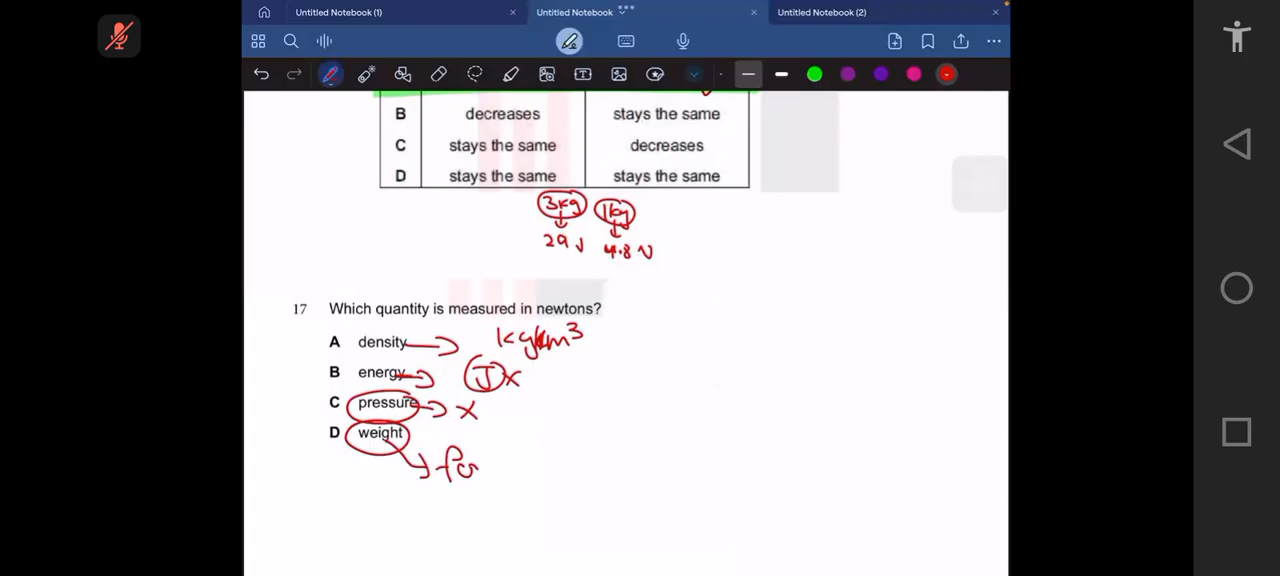 Untitled Notebook (1) × Untitled Notebook × Untitled Notebook (2) ×
B decreases stays the same
C stays the same decreases
D stays the same stays the same
3kg 1kg
29 4.8 N
17 Which quantity is measured in newtons?
A density kg/m³
B energy J x
C pressure x
D weight
fo